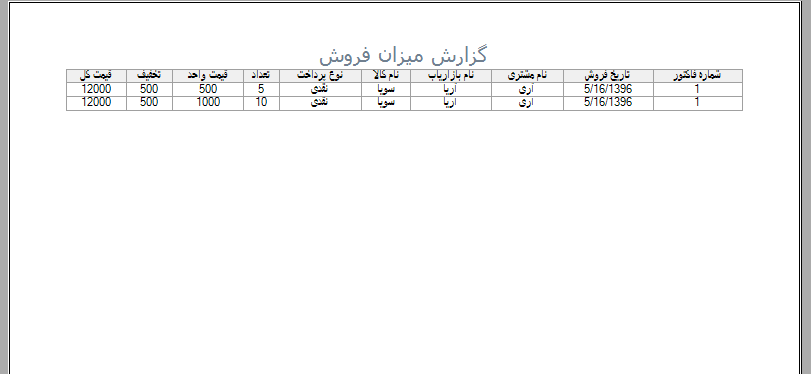 گزارش میزان فروش
شماره فاکتور تاریخ فروش نام مشتری نام بازاریاب نام کالا نوع پرداخت تعداد قیمت واحد تخفیف قیمت کل
1 5/16/1396 آری آریا سویا نقدی 5 500 500 12000
1 5/16/1396 آری آریا سویا نقدی 10 1000 500 12000